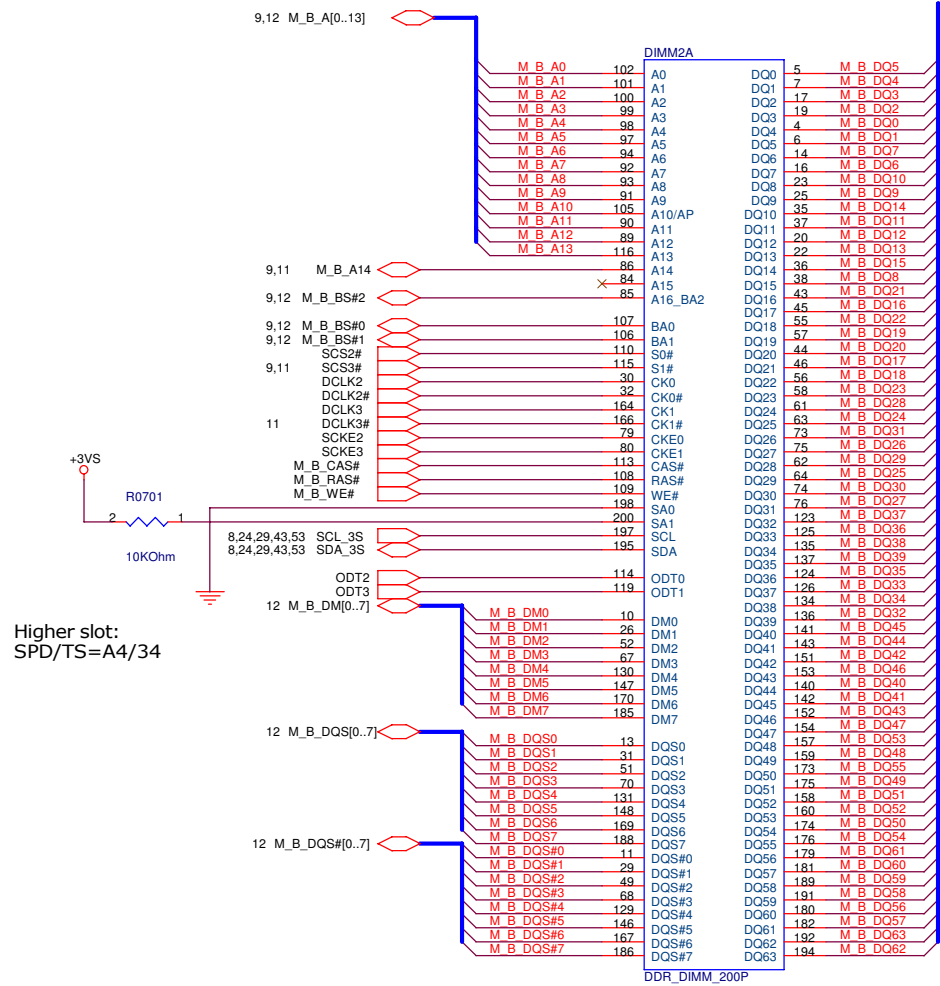 9,12 M_B_A[0..13]
DIMM2A
M_B_A0 102 A0 DQ0 5 M_B_DQ5
M_B_A1 101 A1 DQ1 7 M_B_DQ4
M_B_A2 100 A2 DQ2 17 M_B_DQ3
M_B_A3 99 A3 DQ3 19 M_B_DQ2
M_B_A4 98 A4 DQ4 4 M_B_DQ0
M_B_A5 97 A5 DQ5 6 M_B_DQ1
M_B_A6 94 A6 DQ6 14 M_B_DQ7
M_B_A7 92 A7 DQ7 16 M_B_DQ6
M_B_A8 93 A8 DQ8 23 M_B_DQ10
M_B_A9 91 A9 DQ9 25 M_B_DQ9
M_B_A10 105 A10/AP DQ10 35 M_B_DQ14
M_B_A11 90 A11 DQ11 37 M_B_DQ11
M_B_A12 89 A12 DQ12 20 M_B_DQ12
M_B_A13 116 A13 DQ13 22 M_B_DQ13
9,11 M_B_A14 86 A14 DQ14 36 M_B_DQ15
84 A15 DQ15 38 M_B_DQ8
9,12 M_B_BS#2 85 A16_BA2 DQ16 43 M_B_DQ21
DQ17 45 M_B_DQ16
9,12 M_B_BS#0 107 BA0 DQ18 55 M_B_DQ22
9,12 M_B_BS#1 106 BA1 DQ19 57 M_B_DQ19
SCS2# 110 S0# DQ20 44 M_B_DQ20
9,11 SCS3# 115 S1# DQ21 46 M_B_DQ17
DCLK2 30 CK0 DQ22 56 M_B_DQ18
DCLK2# 32 CK0# DQ23 58 M_B_DQ23
DCLK3 164 CK1 DQ24 61 M_B_DQ28
11 DCLK3# 166 CK1# DQ25 63 M_B_DQ24
SCKE2 79 CKE0 DQ26 73 M_B_DQ31
SCKE3 80 CKE1 DQ27 75 M_B_DQ26
M_B_CAS# 113 CAS# DQ28 62 M_B_DQ29
M_B_RAS# 108 RAS# DQ29 64 M_B_DQ25
M_B_WE# 109 WE# DQ30 74 M_B_DQ30
198 SA0 DQ31 76 M_B_DQ27
+3VS
R0701
2 1
10KOhm
200 SA1 DQ32 123 M_B_DQ37
8,24,29,43,53 SCL_3S 197 SCL DQ33 125 M_B_DQ36
8,24,29,43,53 SDA_3S 195 SDA DQ34 135 M_B_DQ38
DQ35 137 M_B_DQ39
ODT2 114 ODT0 DQ36 124 M_B_DQ35
ODT3 119 ODT1 DQ37 126 M_B_DQ33
12 M_B_DM[0..7] DQ38 134 M_B_DQ34
Higher slot:
SPD/TS=A4/34
M_B_DM0 10 DM0 DQ39 136 M_B_DQ32
M_B_DM1 26 DM1 DQ40 141 M_B_DQ45
M_B_DM2 52 DM2 DQ41 143 M_B_DQ44
M_B_DM3 67 DM3 DQ42 151 M_B_DQ42
M_B_DM4 130 DM4 DQ43 153 M_B_DQ46
M_B_DM5 147 DM5 DQ44 140 M_B_DQ40
M_B_DM6 170 DM6 DQ45 142 M_B_DQ41
M_B_DM7 185 DM7 DQ46 152 M_B_DQ43
12 M_B_DQS[0..7] DQ47 154 M_B_DQ47
M_B_DQS0 13 DQS0 DQ48 157 M_B_DQ53
M_B_DQS1 31 DQS1 DQ49 159 M_B_DQ48
M_B_DQS2 51 DQS2 DQ50 173 M_B_DQ55
M_B_DQS3 70 DQS3 DQ51 175 M_B_DQ49
M_B_DQS4 131 DQS4 DQ52 158 M_B_DQ51
M_B_DQS5 148 DQS5 DQ53 160 M_B_DQ52
M_B_DQS6 169 DQS6 DQ54 174 M_B_DQ50
M_B_DQS7 188 DQS7 DQ55 176 M_B_DQ54
12 M_B_DQS#[0..7]
M_B_DQS#0 11 DQS#0 DQ56 179 M_B_DQ61
M_B_DQS#1 29 DQS#1 DQ57 181 M_B_DQ60
M_B_DQS#2 49 DQS#2 DQ58 189 M_B_DQ59
M_B_DQS#3 68 DQS#3 DQ59 191 M_B_DQ58
M_B_DQS#4 129 DQS#4 DQ60 180 M_B_DQ56
M_B_DQS#5 146 DQS#5 DQ61 182 M_B_DQ57
M_B_DQS#6 167 DQS#6 DQ62 192 M_B_DQ63
M_B_DQS#7 186 DQS#7 DQ63 194 M_B_DQ62
DDR_DIMM_200P